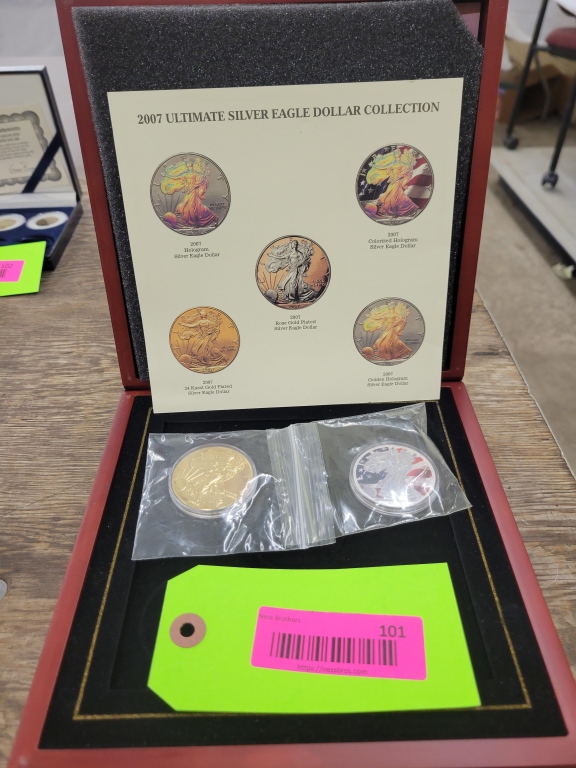 2007 ULTIMATE SILVER EAGLE DOLLAR COLLECTION
2007
Hologram
Silver Eagle Dollar
2007
Colorized Hologram
Silver Eagle Dollar
2007
Rose Gold Plated
Silver Eagle Dollar
2007
24 Karat Gold Plated
Silver Eagle Dollar
2007
Golden Hologram
Silver Eagle Dollar
101